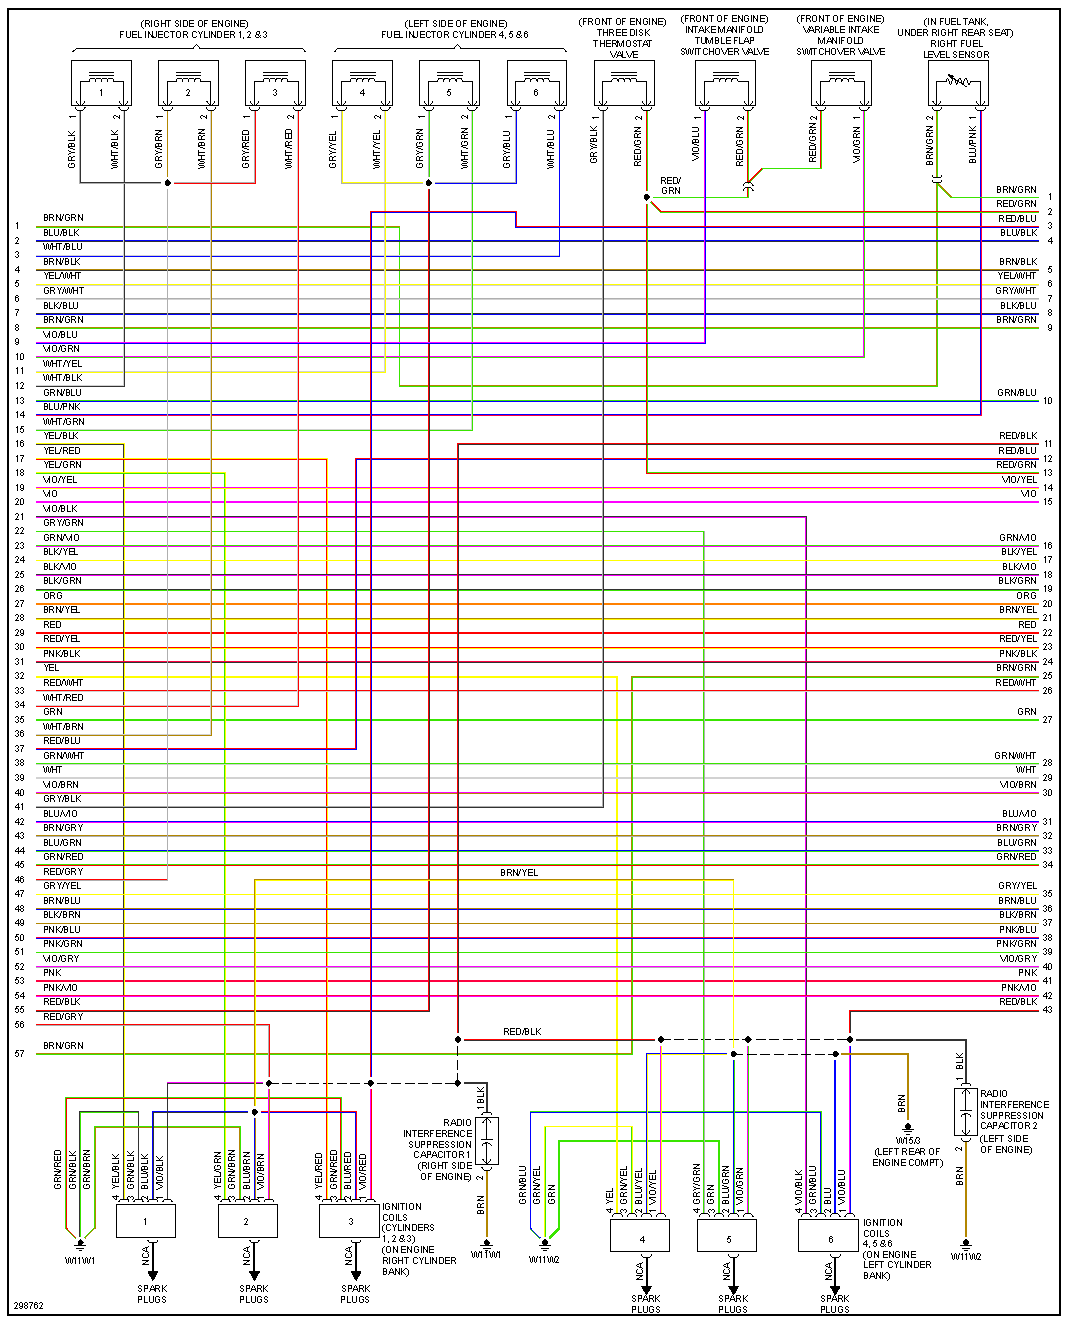 (RIGHT SIDE OF ENGINE)
FUEL INJECTOR CYLINDER 1, 2 & 3
(LEFT SIDE OF ENGINE)
FUEL INJECTOR CYLINDER 4, 5 & 6
(FRONT OF ENGINE)
THREE DISK
THERMOSTAT
VALVE
(FRONT OF ENGINE)
INTAKE MANIFOLD
TUMBLE FLAP
SWITCHOVER VALVE
(FRONT OF ENGINE)
VARIABLE INTAKE
MANIFOLD
SWITCHOVER VALVE
(IN FUEL TANK,
UNDER RIGHT REAR SEAT)
RIGHT FUEL
LEVEL SENSOR
1
2
3
4
5
6
1 2 1 2 1 2 1 2 1 2 1 2 1 2 1 2 2 1 2 1
GRY/BLK
WHT/BLK
GRY/BRN
WHT/BRN
GRY/RED
WHT/RED
GRY/YEL
WHT/YEL
GRY/GRN
WHT/GRN
GRY/BLU
WHT/BLU
GRY/BLK
RED/GRN
VIO/BLU
RED/GRN
RED/GRN
VIO/GRN
BRN/GRN
BLU/PNK
RED/
GRN
1 BRN/GRN
2 BLU/BLK
3 WHT/BLU
4 BRN/BLK
5 YEL/WHT
6 GRY/WHT
7 BLK/BLU
8 BRN/GRN
9 VIO/BLU
10 VIO/GRN
11 WHT/YEL
12 WHT/BLK
13 GRN/BLU
14 BLU/PNK
15 WHT/GRN
16 YEL/BLK
17 YEL/RED
18 YEL/GRN
19 VIO/YEL
20 VIO
21 VIO/BLK
22 GRY/GRN
23 GRN/VIO
24 BLK/YEL
25 BLK/VIO
26 BLK/GRN
27 ORG
28 BRN/YEL
29 RED
30 RED/YEL
31 PNK/BLK
32 YEL
33 RED/WHT
34 WHT/RED
35 GRN
36 WHT/BRN
37 RED/BLU
38 GRN/WHT
39 WHT
40 VIO/BRN
41 GRY/BLK
42 BLU/VIO
43 BRN/GRY
44 BLU/GRN
45 GRN/RED
46 RED/GRY
47 GRY/YEL
48 BRN/BLU
49 BLK/BRN
50 PNK/BLU
51 PNK/GRN
52 VIO/GRY
53 PNK
54 PNK/VIO
55 RED/BLK
56 RED/GRY
57 BRN/GRN
BRN/GRN 1
RED/GRN 2
RED/BLU 3
BLU/BLK 4
BRN/BLK 5
YEL/WHT 6
GRY/WHT 7
BLK/BLU 8
BRN/GRN 9
GRN/BLU 10
RED/BLK 11
RED/BLU 12
RED/GRN 13
VIO/YEL 14
VIO 15
GRN/VIO 16
BLK/YEL 17
BLK/VIO 18
BLK/GRN 19
ORG 20
BRN/YEL 21
RED 22
RED/YEL 23
PNK/BLK 24
BRN/GRN 25
RED/WHT 26
GRN 27
GRN/WHT 28
WHT 29
VIO/BRN 30
BLU/VIO 31
BRN/GRY 32
BLU/GRN 33
GRN/RED 34
GRY/YEL 35
BRN/BLU 36
BLK/BRN 37
PNK/BLU 38
PNK/GRN 39
VIO/GRY 40
PNK 41
PNK/VIO 42
RED/BLK 43
BRN/YEL
RED/BLK
1 BLK
RADIO
INTERFERENCE
SUPPRESSION
CAPACITOR 1
(RIGHT SIDE
OF ENGINE)
2
BRN
W11W1
1 BLK
RADIO
INTERFERENCE
SUPPRESSION
CAPACITOR 2
(LEFT SIDE
OF ENGINE)
2
BRN
W11W2
BRN
W15/3
(LEFT REAR OF
ENGINE COMPT)
GRN/RED
GRN/BLK
GRN/BRN
W11W1
4 YEL/BLK
3 GRN/BLK
2 BLU/BLK
1 VIO/BLK
4 YEL/GRN
3 GRN/BRN
2 BLU/BRN
1 VIO/BRN
4 YEL/RED
3 GRN/RED
2 BLU/RED
1 VIO/RED
1
2
3
IGNITION
COILS
(CYLINDERS
1, 2 & 3)
(ON ENGINE
RIGHT CYLINDER
BANK)
NCA
NCA
NCA
SPARK
PLUGS
SPARK
PLUGS
SPARK
PLUGS
GRN/BLU
GRN/YEL
GRN
W11W2
4 YEL
3 GRN/YEL
2 BLU/YEL
1 VIO/YEL
4 GRY/GRN
3 GRN
2 BLU/GRN
1 VIO/GRN
4 VIO/BLK
3 GRN/BLU
2 BLU
1 VIO/BLU
4
5
6
IGNITION
COILS
4, 5 & 6
(ON ENGINE
LEFT CYLINDER
BANK)
NCA
NCA
NCA
SPARK
PLUGS
SPARK
PLUGS
SPARK
PLUGS
298762